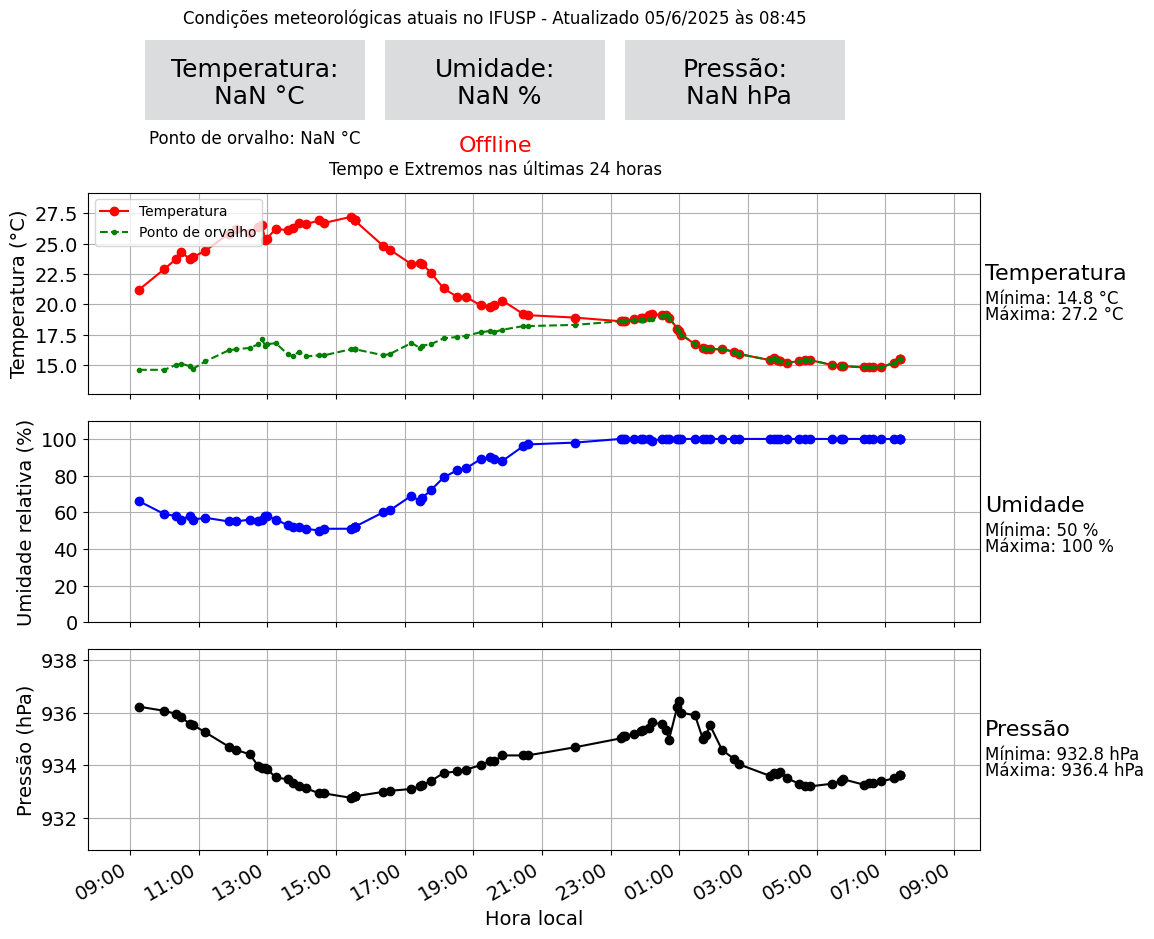 Condições meteorológicas atuais no IFUSP - Atualizado 05/6/2025 às 08:45
Temperatura:
NaN °C
Umidade:
NaN %
Pressão:
NaN hPa
Ponto de orvalho: NaN °C
Offline
Tempo e Extremos nas últimas 24 horas
Temperatura (°C)
27.5
25.0
22.5
20.0
17.5
15.0
Temperatura
Ponto de orvalho
Temperatura
Mínima: 14.8 °C
Máxima: 27.2 °C
Umidade relativa (%)
100
80
60
40
20
0
Umidade
Mínima: 50 %
Máxima: 100 %
Pressão (hPa)
938
936
934
932
Pressão
Mínima: 932.8 hPa
Máxima: 936.4 hPa
09:00
11:00
13:00
15:00
17:00
19:00
21:00
23:00
01:00
03:00
05:00
07:00
09:00
Hora local